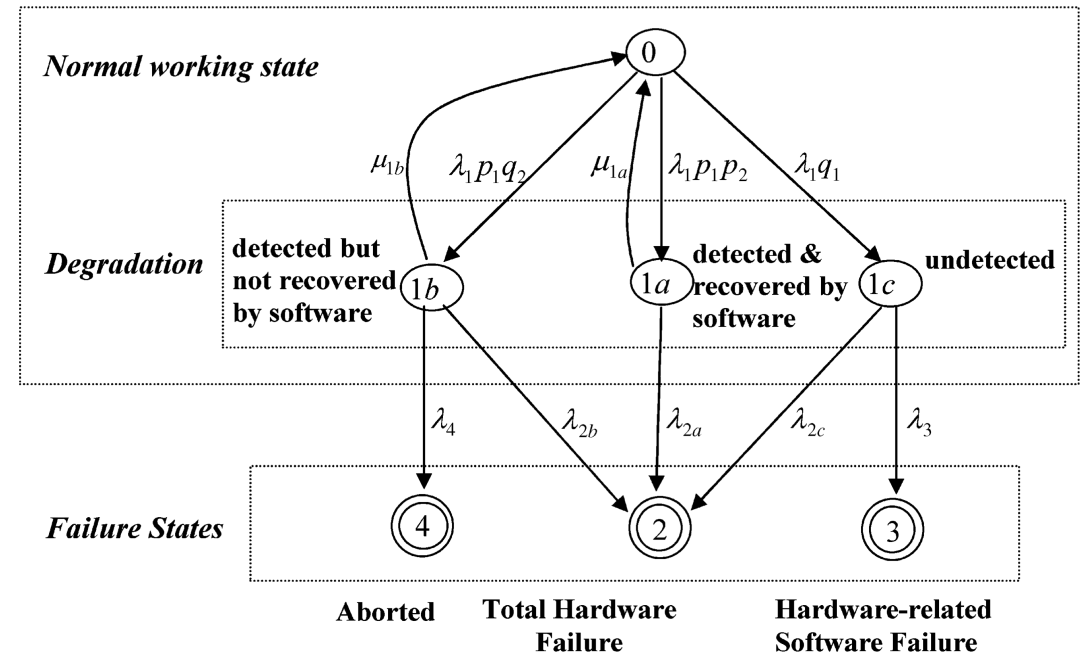 0
Normal working state
μ1b
λ1p1q2
μ1a
λ1p1p2
λ1q1
Degradation
detected but
not recovered
by software
1b
1a
detected &
recovered by
software
1c
undetected
λ4
λ2b
λ2a
λ2c
λ3
Failure States
4
2
3
Aborted
Total Hardware
Failure
Hardware-related
Software Failure